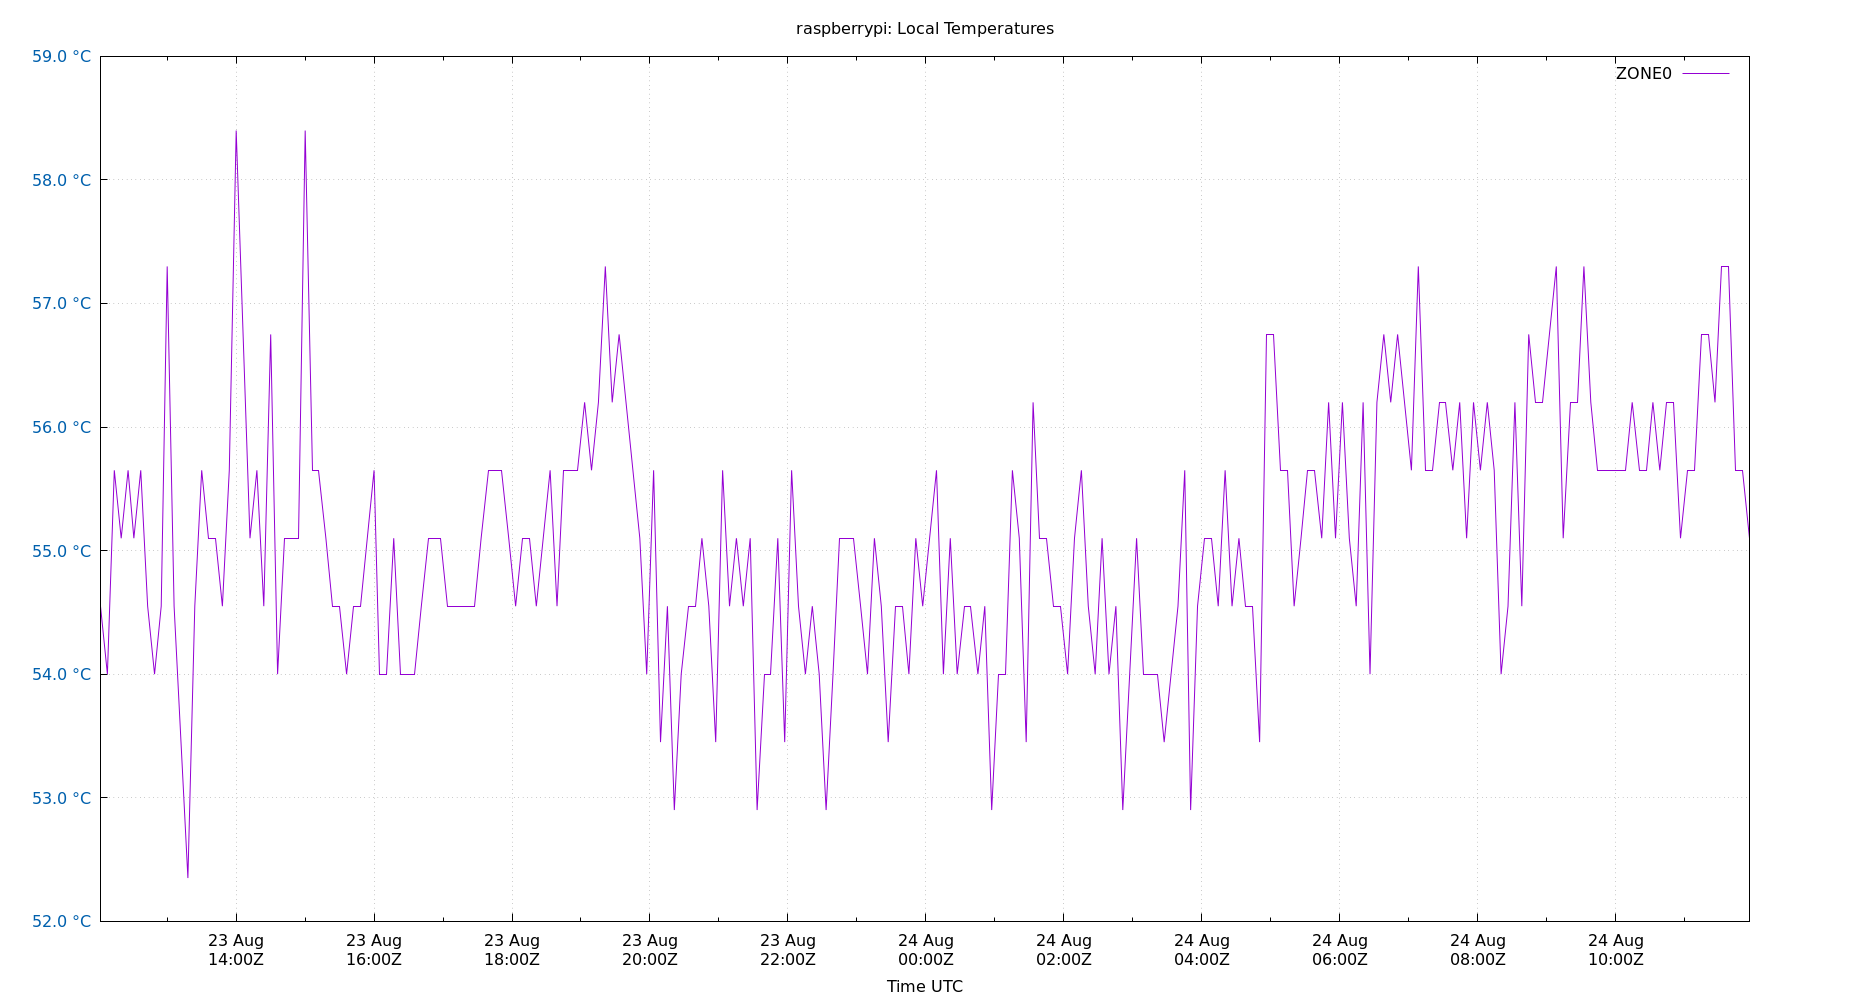 raspberrypi: Local Temperatures
59.0 °C
ZONE0
58.0 °C
57.0 °C
56.0 °C
55.0 °C
54.0 °C
53.0 °C
52.0 °C
23 Aug 23 Aug 23 Aug 23 Aug 23 Aug 24 Aug 24 Aug 24 Aug 24 Aug 24 Aug 24 Aug
14:00Z 16:00Z 18:00Z 20:00Z 22:00Z 00:00Z 02:00Z 04:00Z 06:00Z 08:00Z 10:00Z
Time UTC